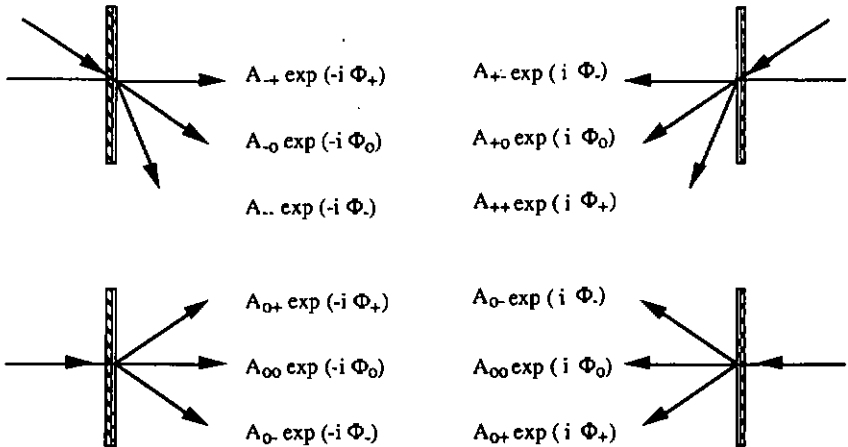 A₋₊ exp (-i Φ₊) A₊₋ exp ( i Φ₋)
A₋₀ exp (-i Φ₀) A₊₀ exp ( i Φ₀)
A₋₋ exp (-i Φ₋) A₊₊ exp ( i Φ₊)
A₀₊ exp (-i Φ₊) A₀₋ exp ( i Φ₋)
A₀₀ exp (-i Φ₀) A₀₀ exp ( i Φ₀)
A₀₋ exp (-i Φ₋) A₀₊ exp ( i Φ₊)